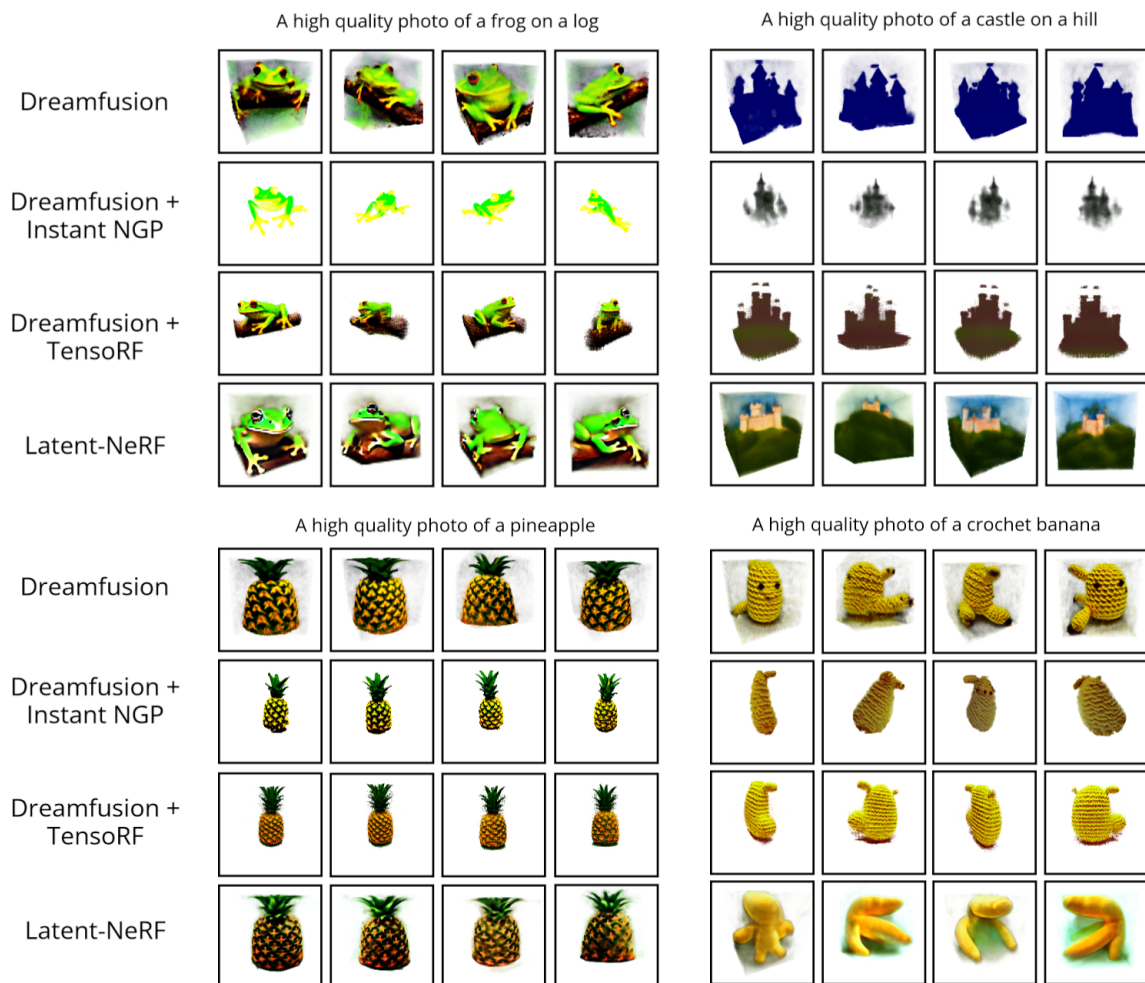 A high quality photo of a frog on a log
A high quality photo of a castle on a hill
Dreamfusion
Dreamfusion +
Instant NGP
Dreamfusion +
TensoRF
Latent-NeRF
A high quality photo of a pineapple
A high quality photo of a crochet banana
Dreamfusion
Dreamfusion +
Instant NGP
Dreamfusion +
TensoRF
Latent-NeRF